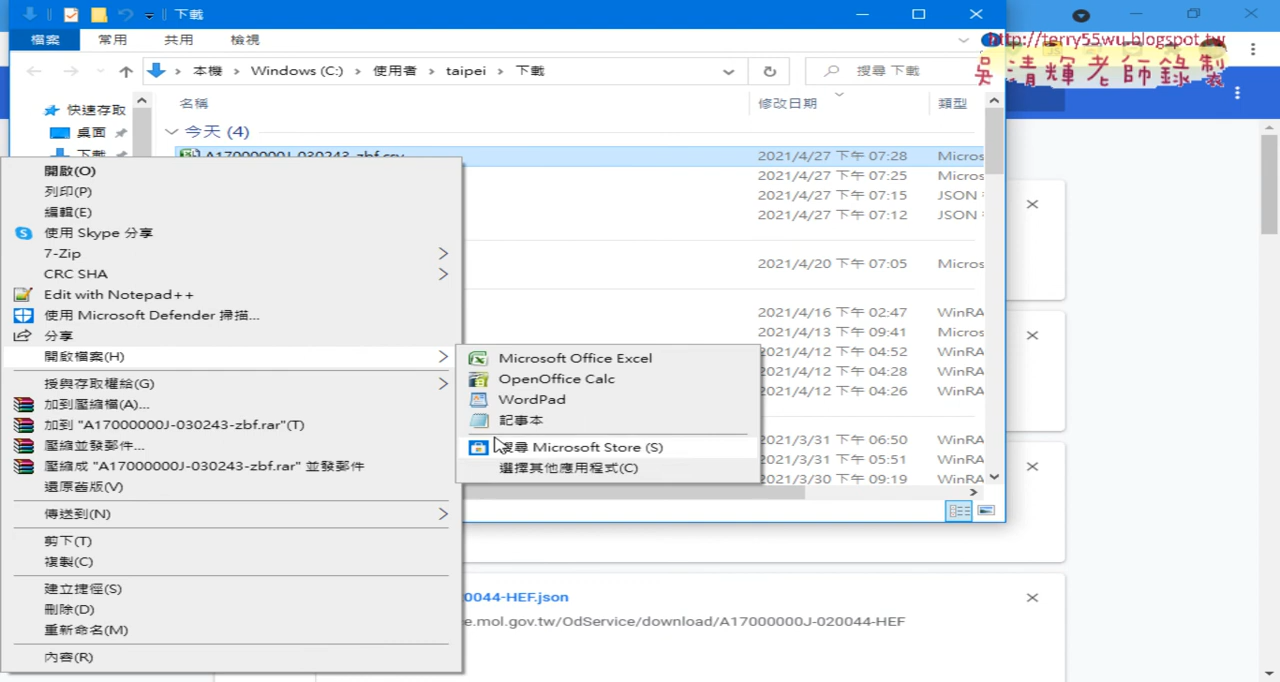 下載
檔案 常用 共用 檢視
http://terry55wu.blogspot.tw
吳清輝老師錄製
本機 › Windows (C:) › 使用者 › taipei › 下載
搜尋 下載
快速存取
桌面
下載
名稱 修改日期 類型
今天 (4)
A17000000J-030243-zbf.csv 2021/4/27 下午 07:28 Micros
2021/4/27 下午 07:25 Micros
2021/4/27 下午 07:15 JSON
2021/4/27 下午 07:12 JSON
2021/4/20 下午 07:05 Micros
2021/4/16 下午 02:47 WinRA
2021/4/13 下午 09:41 Micros
2021/4/12 下午 04:52 WinRA
2021/4/12 下午 04:28 WinRA
2021/4/12 下午 04:26 WinRA
2021/3/31 下午 06:50 WinRA
2021/3/31 下午 05:51 WinRA
2021/3/30 下午 09:19 WinRA
開啟(O)
列印(P)
編輯(E)
使用 Skype 分享
7-Zip
CRC SHA
Edit with Notepad++
使用 Microsoft Defender 掃描...
分享
開啟檔案(H)
授與存取權給(G)
加到壓縮檔(A)...
加到 "A17000000J-030243-zbf.rar"(T)
壓縮並發郵件...
壓縮成 "A17000000J-030243-zbf.rar" 並發郵件
還原舊版(V)
傳送到(N)
剪下(T)
複製(C)
建立捷徑(S)
刪除(D)
重新命名(M)
內容(R)
Microsoft Office Excel
OpenOffice Calc
WordPad
記事本
搜尋 Microsoft Store (S)
選擇其他應用程式(C)
0044-HEF.json
e.mol.gov.tw/OdService/download/A17000000J-020044-HEF